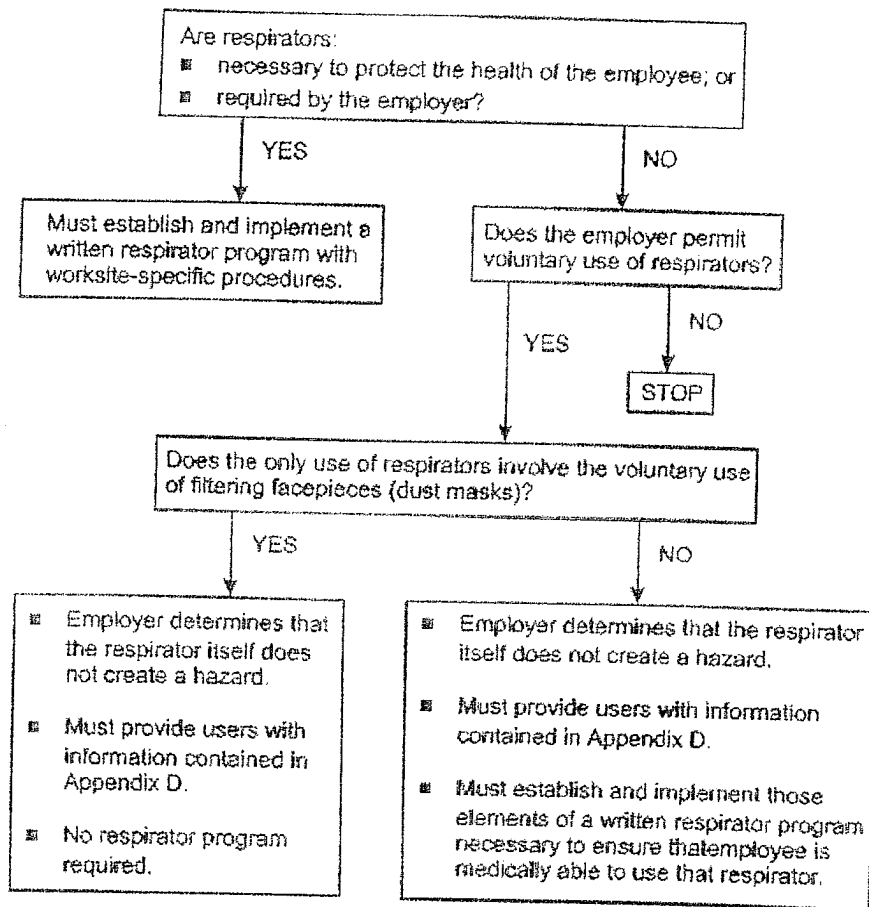 Are respirators:
■ necessary to protect the health of the employee; or
■ required by the employer?
YES
NO
Must establish and implement a
written respirator program with
worksite-specific procedures.
Does the employer permit
voluntary use of respirators?
YES
NO
STOP
Does the only use of respirators involve the voluntary use
of filtering facepieces (dust masks)?
YES
NO
■ Employer determines that
the respirator itself does
not create a hazard.
■ Must provide users with
information contained in
Appendix D.
■ No respirator program
required.
■ Employer determines that the respirator
itself does not create a hazard.
■ Must provide users with information
contained in Appendix D.
■ Must establish and implement those
elements of a written respirator program
necessary to ensure thatemployee is
medically able to use that respirator.